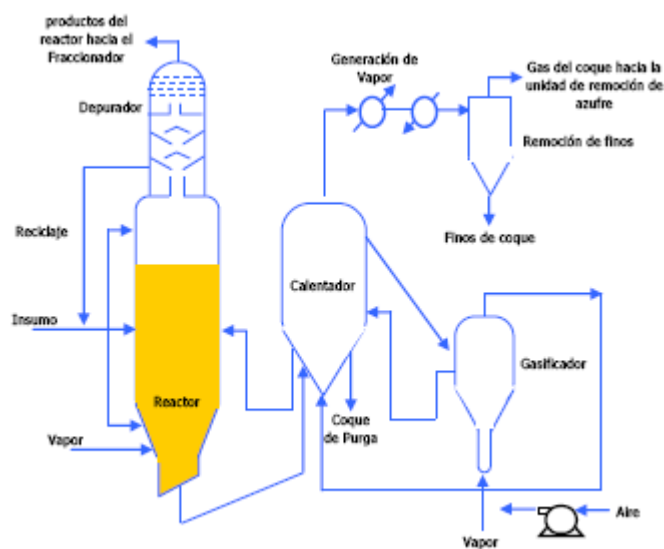 productos del
reactor hacia el
Fraccionador
Depurador
Generación de
Vapor
Gas del coque hacia la
unidad de remoción de
azufre
Remoción de finos
Finos de coque
Reciclaje
Calentador
Insumo
Gasificador
Reactor
Coque
de Purga
Vapor
Aire
Vapor